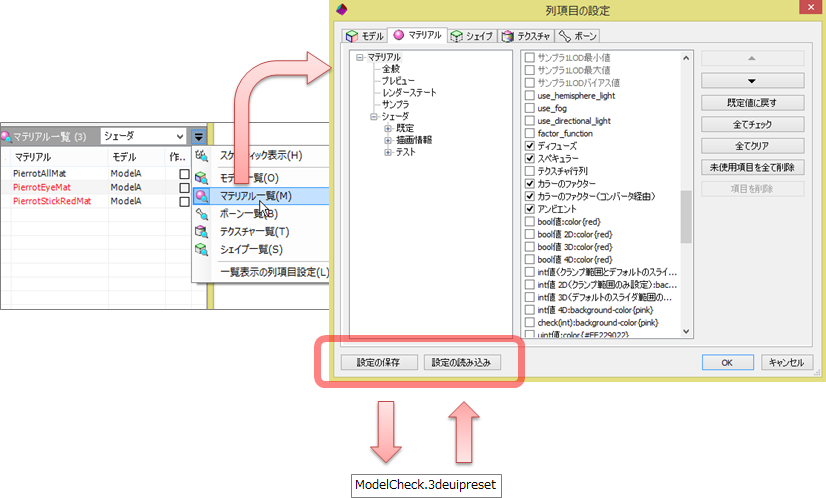 列項目の設定
モデル マテリアル シェイプ テクスチャ ボーン
マテリアル
全般
プレビュー
レンダーステート
サンプラ
シェーダ
既定
描画情報
テスト
サンプラ1LOD最小値
サンプラ1LOD最大値
サンプラ1LODバイアス値
use_hemisphere_light
use_fog
use_directional_light
factor_function
ディフューズ
スペキュラー
テクスチャ行列
カラーのファクター
カラーのファクター(コンバータ経由)
アンビエント
bool値:color{red}
bool値 2D:color{red}
bool値 3D:color{red}
bool値 4D:color{red}
int値(クランプ範囲とデフォルトのスライ...
int値 2D(クランプ範囲のみ設定):bac...
int値 3D(デフォルトのスライダ範囲の...
int値 4D:background-color{pink}
check(int):background-color{pink}
uint値:color{#FF229022}
既定値に戻す
全てチェック
全てクリア
未使用項目を全て削除
項目を削除
設定の保存 設定の読み込み OK キャンセル
マテリアル一覧 (3) シェーダ
マテリアル モデル 作..
PierrotAllMat ModelA
PierrotEyeMat ModelA
PierrotStickRedMat ModelA
スケマティック表示(H)
モデル一覧(O)
マテリアル一覧(M)
ボーン一覧(B)
テクスチャ一覧(T)
シェイプ一覧(S)
一覧表示の列項目設定(L)
ModelCheck.3deuipreset